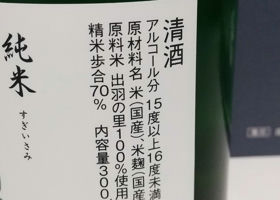 清酒
アルコール分 15度以上16度未満
原材料名 米(国産)、米麹(国産
原料米 出羽の里100%使用
精米歩合70% 内容量300
純米
すぎいさみ